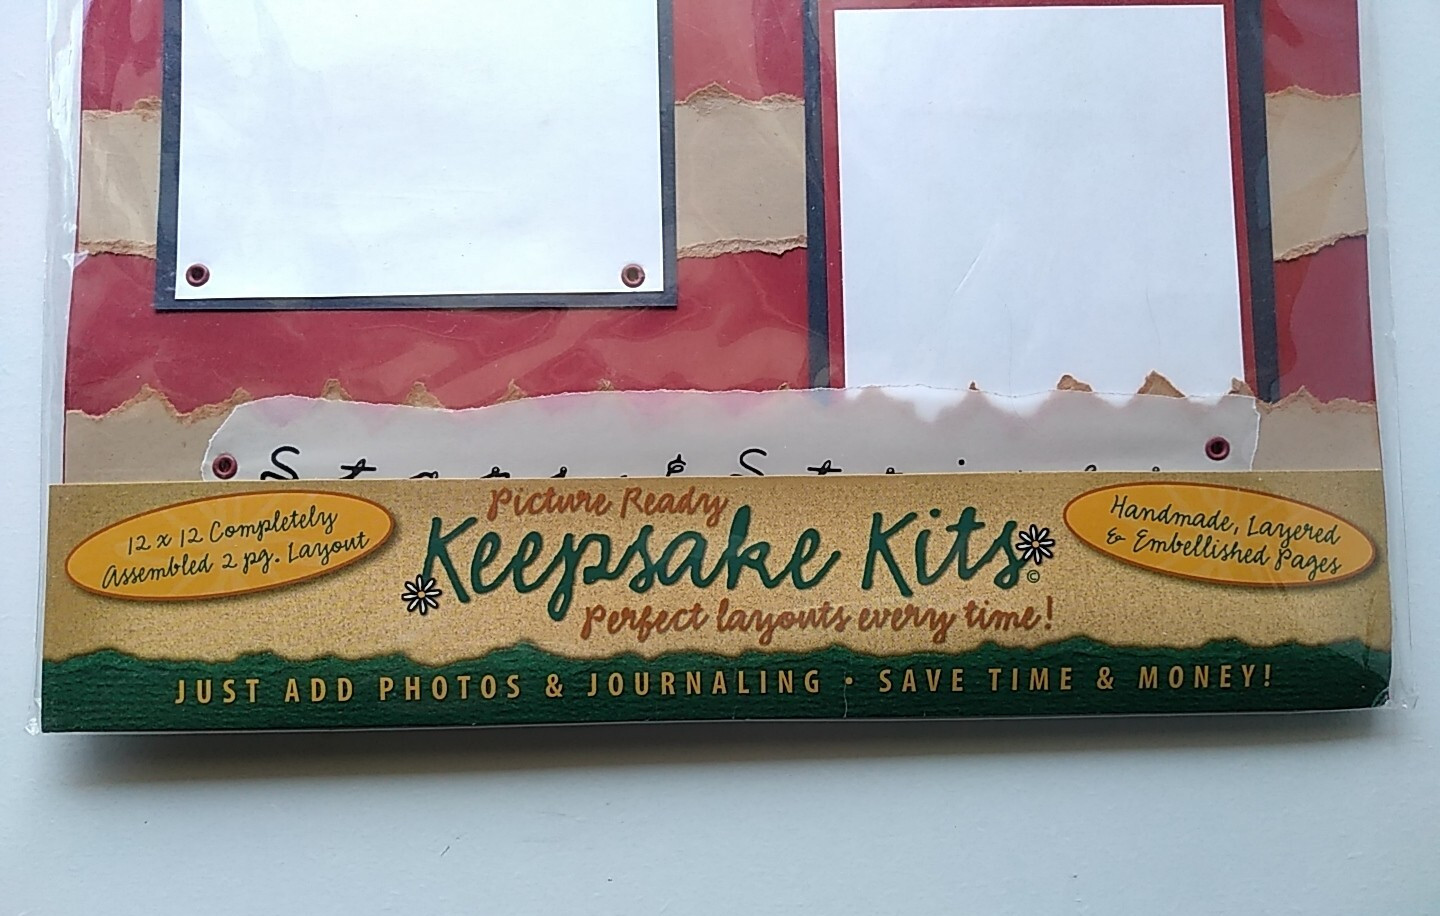 12 x 12 Completely
Assembled 2 pg. Layout
Picture Ready
Keepsake Kits©
Perfect layouts every time!
Handmade, Layered
& Embellished Pages
JUST ADD PHOTOS & JOURNALING • SAVE TIME & MONEY!